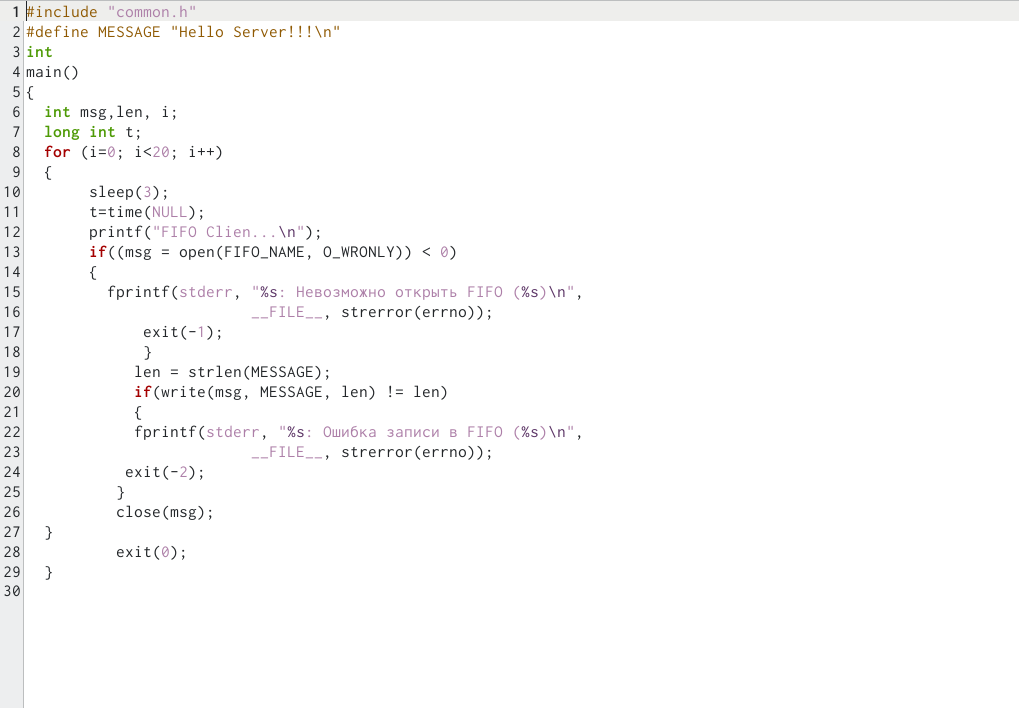 1 #include "common.h"
2 #define MESSAGE "Hello Server!!!\n"
3 int
4 main()
5 {
6   int msg,len, i;
7   long int t;
8   for (i=0; i<20; i++)
9   {
10        sleep(3);
11        t=time(NULL);
12        printf("FIFO Clien...\n");
13        if((msg = open(FIFO_NAME, O_WRONLY)) < 0)
14        {
15          fprintf(stderr, "%s: Невозможно открыть FIFO (%s)\n",
16                          __FILE__, strerror(errno));
17              exit(-1);
18              }
19             len = strlen(MESSAGE);
20             if(write(msg, MESSAGE, len) != len)
21             {
22             fprintf(stderr, "%s: Ошибка записи в FIFO (%s)\n",
23                          __FILE__, strerror(errno));
24            exit(-2);
25           }
26           close(msg);
27   }
28           exit(0);
29   }
30